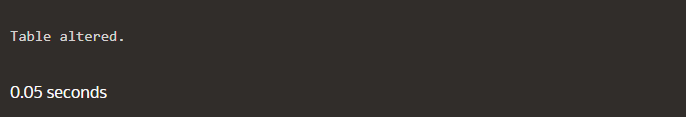 Table altered.
0.05 seconds